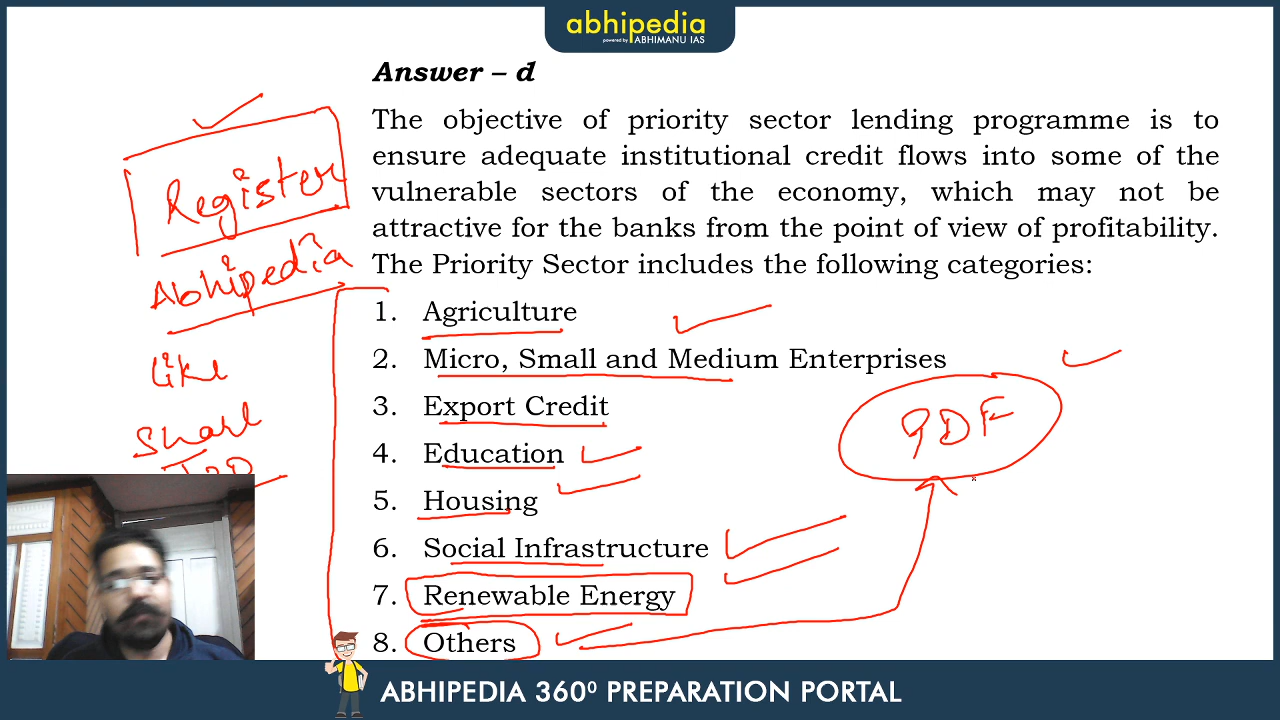 abhipedia
powered by ABHIMANU IAS
Answer – d
The objective of priority sector lending programme is to
ensure adequate institutional credit flows into some of the
vulnerable sectors of the economy, which may not be
attractive for the banks from the point of view of profitability.
The Priority Sector includes the following categories:
1. Agriculture
2. Micro, Small and Medium Enterprises
3. Export Credit
4. Education
5. Housing
6. Social Infrastructure
7. Renewable Energy
8. Others
Register
Abhipedia
Like
Share
PDF
ABHIPEDIA 360⁰ PREPARATION PORTAL